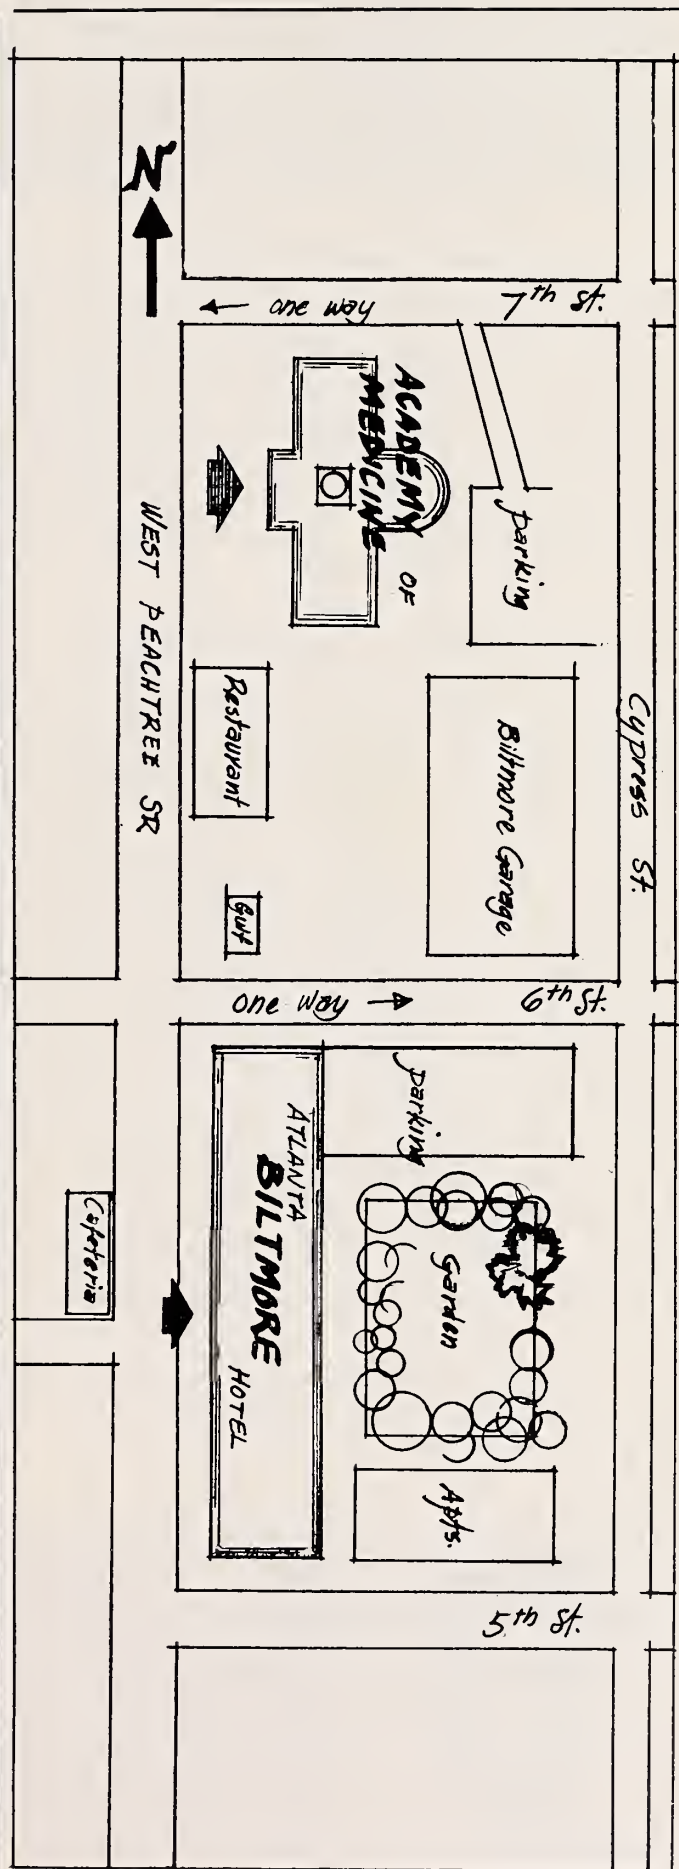 N
← one way
7th St.
ACADEMY
OF
MEDICINE
parking
WEST PEACHTREE SR
Restaurant
Biltmore Garage
Cypress St.
Gulf
one way →
6th St.
parking
ATLANTA
BILTMORE
HOTEL
Garden
Cafeteria
Apts.
5th St.